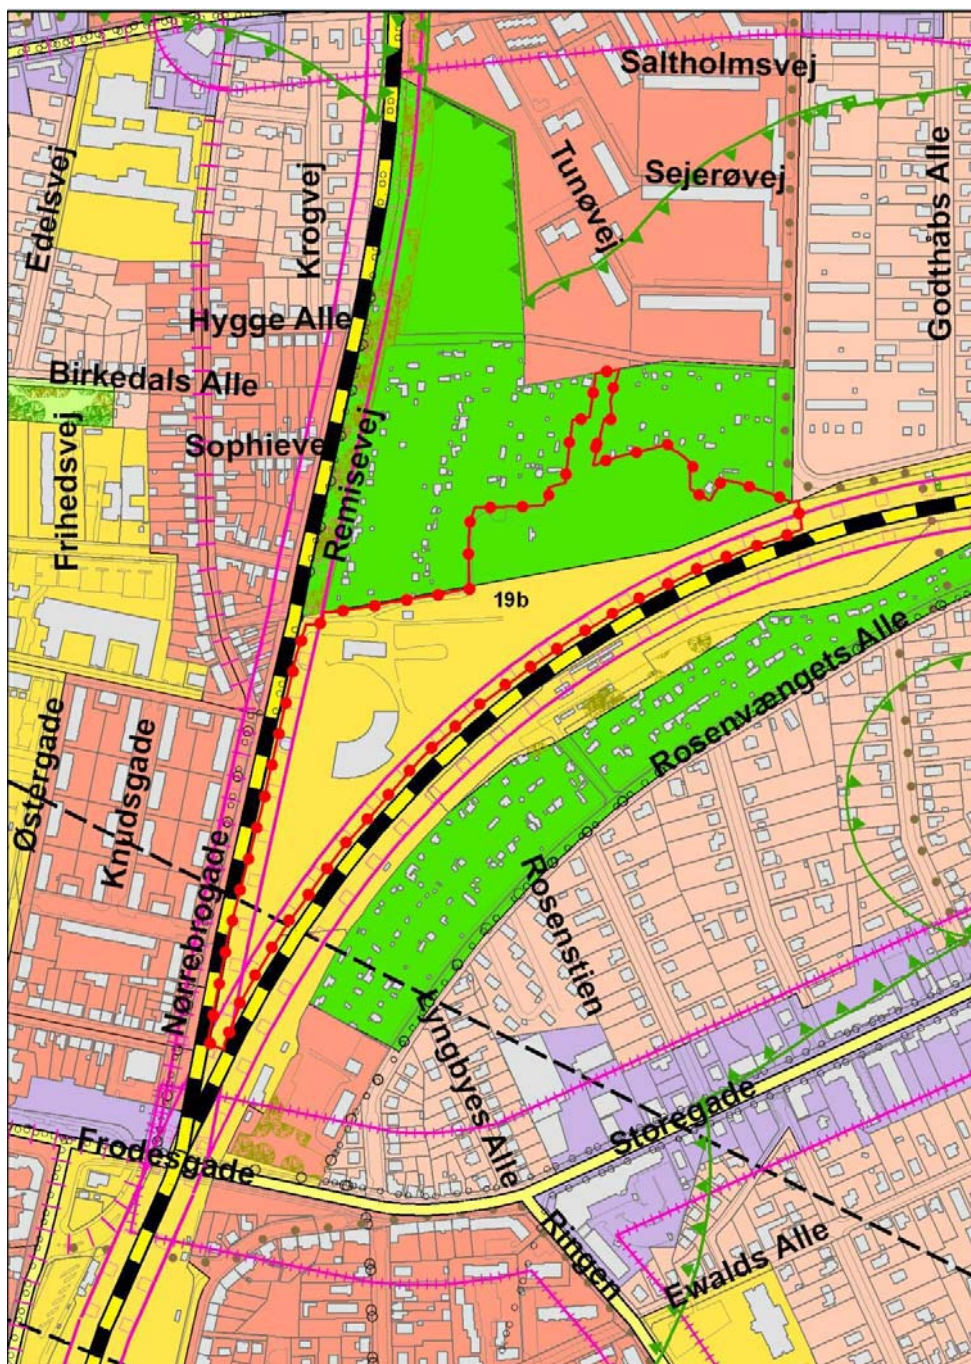 Saltholmsvej
Tunøvej
Sejerøvej
Godthåbs Alle
Edelsvej
Krogvej
Hygge Alle
Birkedals Alle
Sophieve
Frihedsvej
Remisevej
19b
Rosenvængets Alle
Østergade
Knudsgade
Nørrebrogade
Rosenstien
Lyngbyes Alle
Storegade
Frodesgade
Ringen
Ewalds Alle